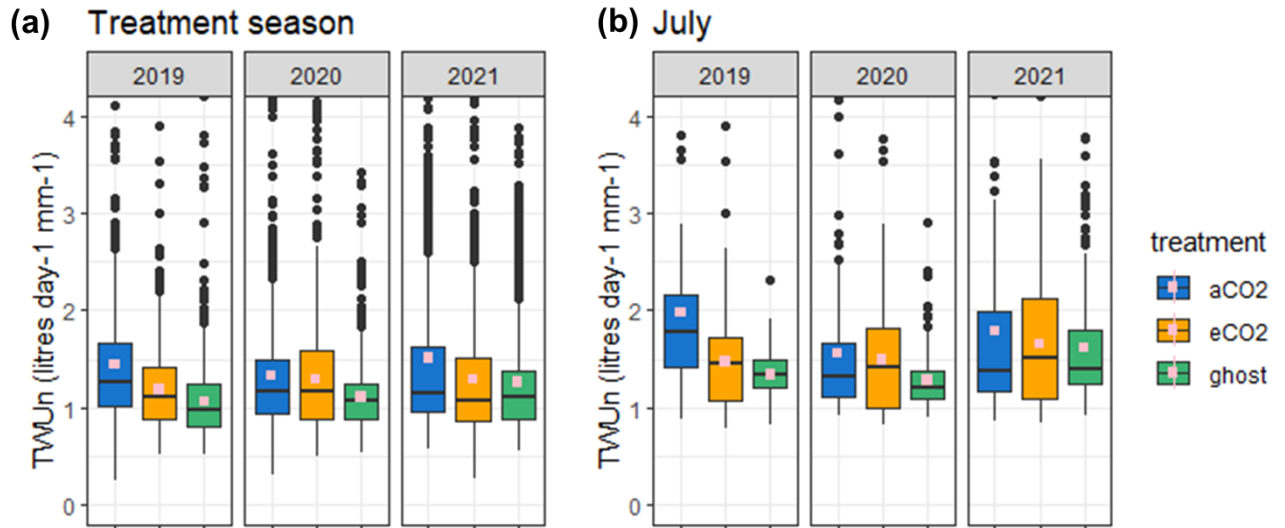 (a) Treatment season
(b) July
2019 2020 2021
2019 2020 2021
TWUn (litres day-1 mm-1)
4
3
2
1
0
TWUn (litres day-1 mm-1)
4
3
2
1
0
treatment
aCO2
eCO2
ghost